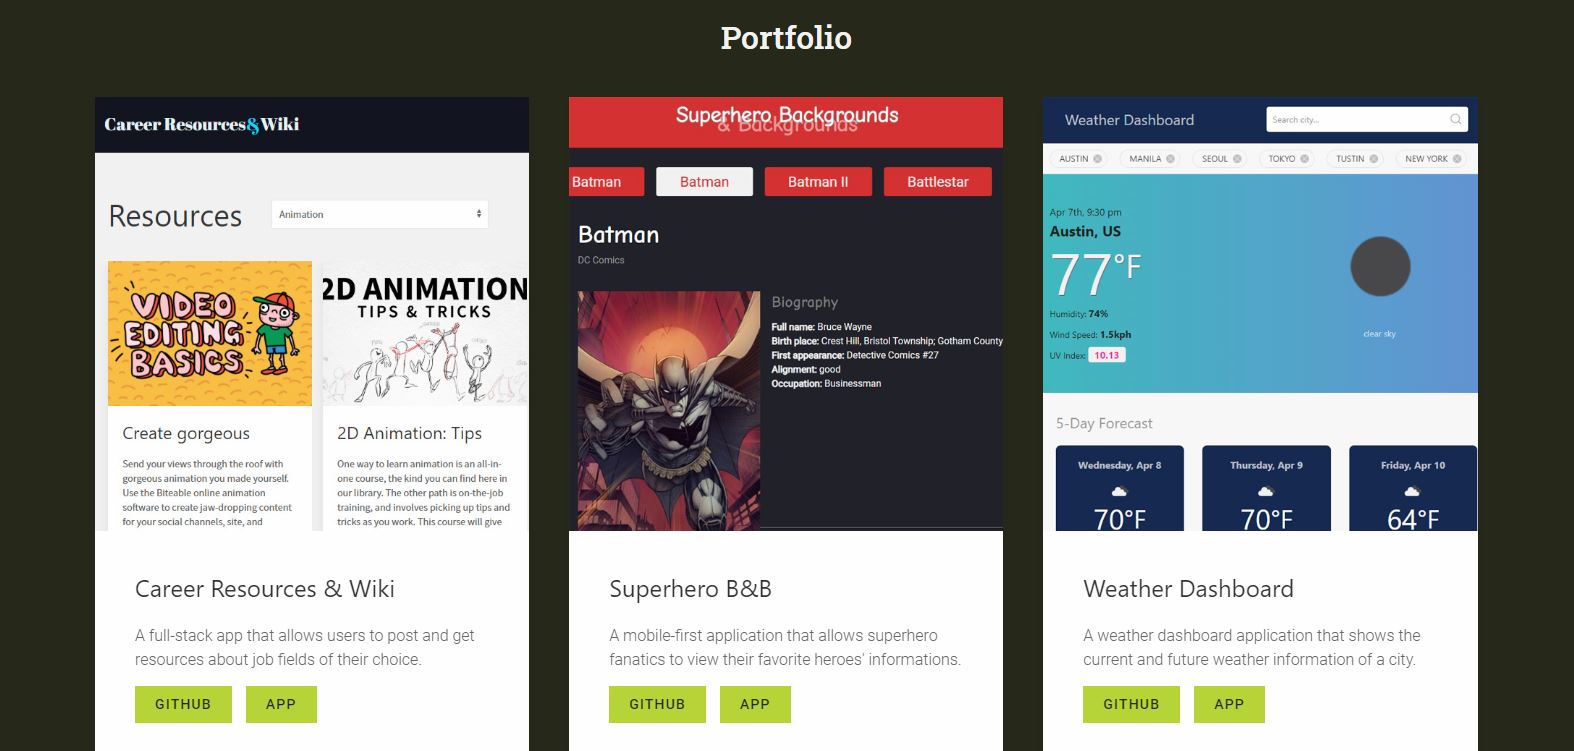 Portfolio
Career Resources&Wiki
Resources
Animation
VIDEO
EDITING
BASICS
2D ANIMATION
TIPS & TRICKS
Create gorgeous
Send your views through the roof with
gorgeous animation you made yourself.
Use the Biteable online animation
software to create jaw-dropping content
for your social channels, site, and
2D Animation: Tips
One way to learn animation is an all-in-
one course, the kind you can find here in
our library. The other path is on-the-job
training, and involves picking up tips and
tricks as you work. This course will give
Career Resources & Wiki
A full-stack app that allows users to post and get
resources about job fields of their choice.
GITHUB APP
Superhero Backgrounds
& Backgrounds
Batman Batman Batman II Battlestar
Batman
DC Comics
Biography
Full name: Bruce Wayne
Birth place: Crest Hill, Bristol Township; Gotham County
First appearance: Detective Comics #27
Alignment: good
Occupation: Businessman
Superhero B&B
A mobile-first application that allows superhero
fanatics to view their favorite heroes' informations.
GITHUB APP
Weather Dashboard
Search city...
AUSTIN MANILA SEOUL TOKYO TUSTIN NEW YORK
Apr 7th, 9:30 pm
Austin, US
77°F
Humidity: 74%
Wind Speed: 1.5kph
UV Index: 10.13
clear sky
5-Day Forecast
Wednesday, Apr 8
70°F
Thursday, Apr 9
70°F
Friday, Apr 10
64°F
Weather Dashboard
A weather dashboard application that shows the
current and future weather information of a city.
GITHUB APP